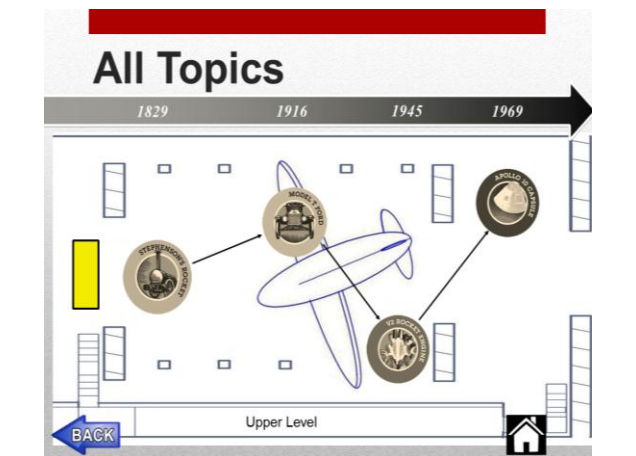 All Topics
1829 1916 1945 1969
STEPHENSON'S ROCKET
MODEL T FORD
V2 ROCKET ENGINE
APOLLO 10 CAPSULE
Upper Level
BACK